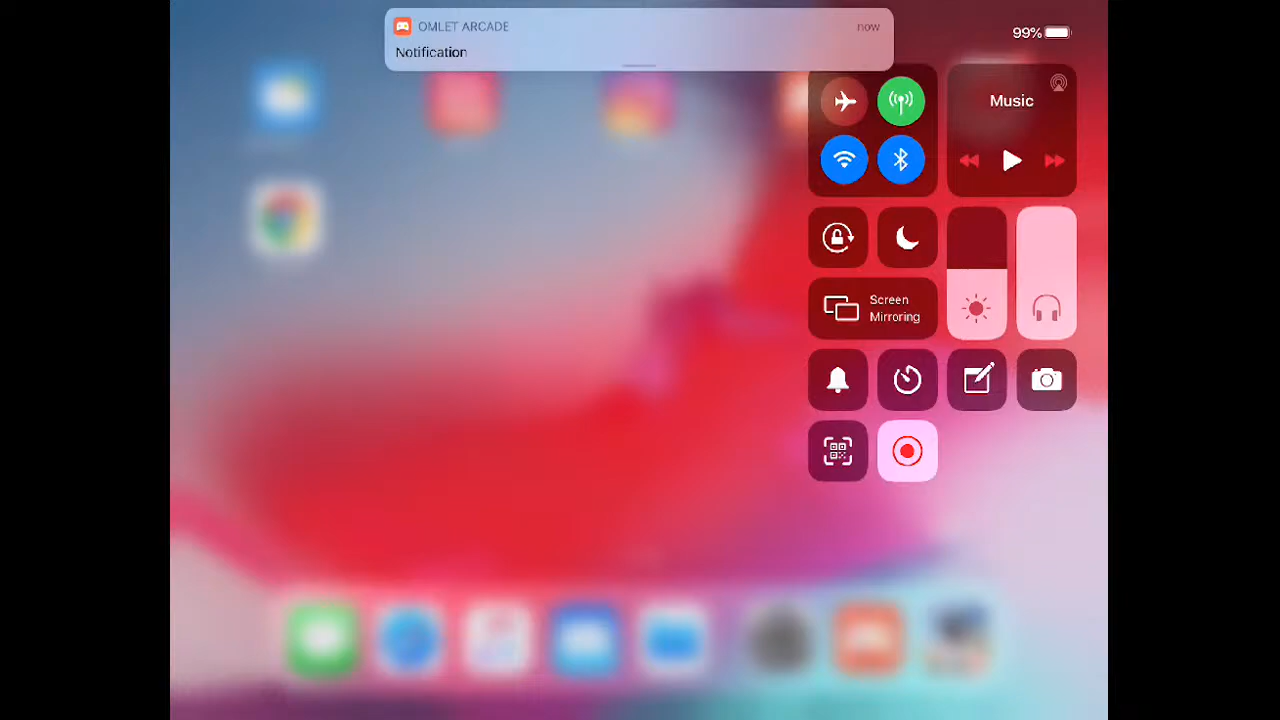 OMLET ARCADE
now
Notification
99%
Music
Screen
Mirroring